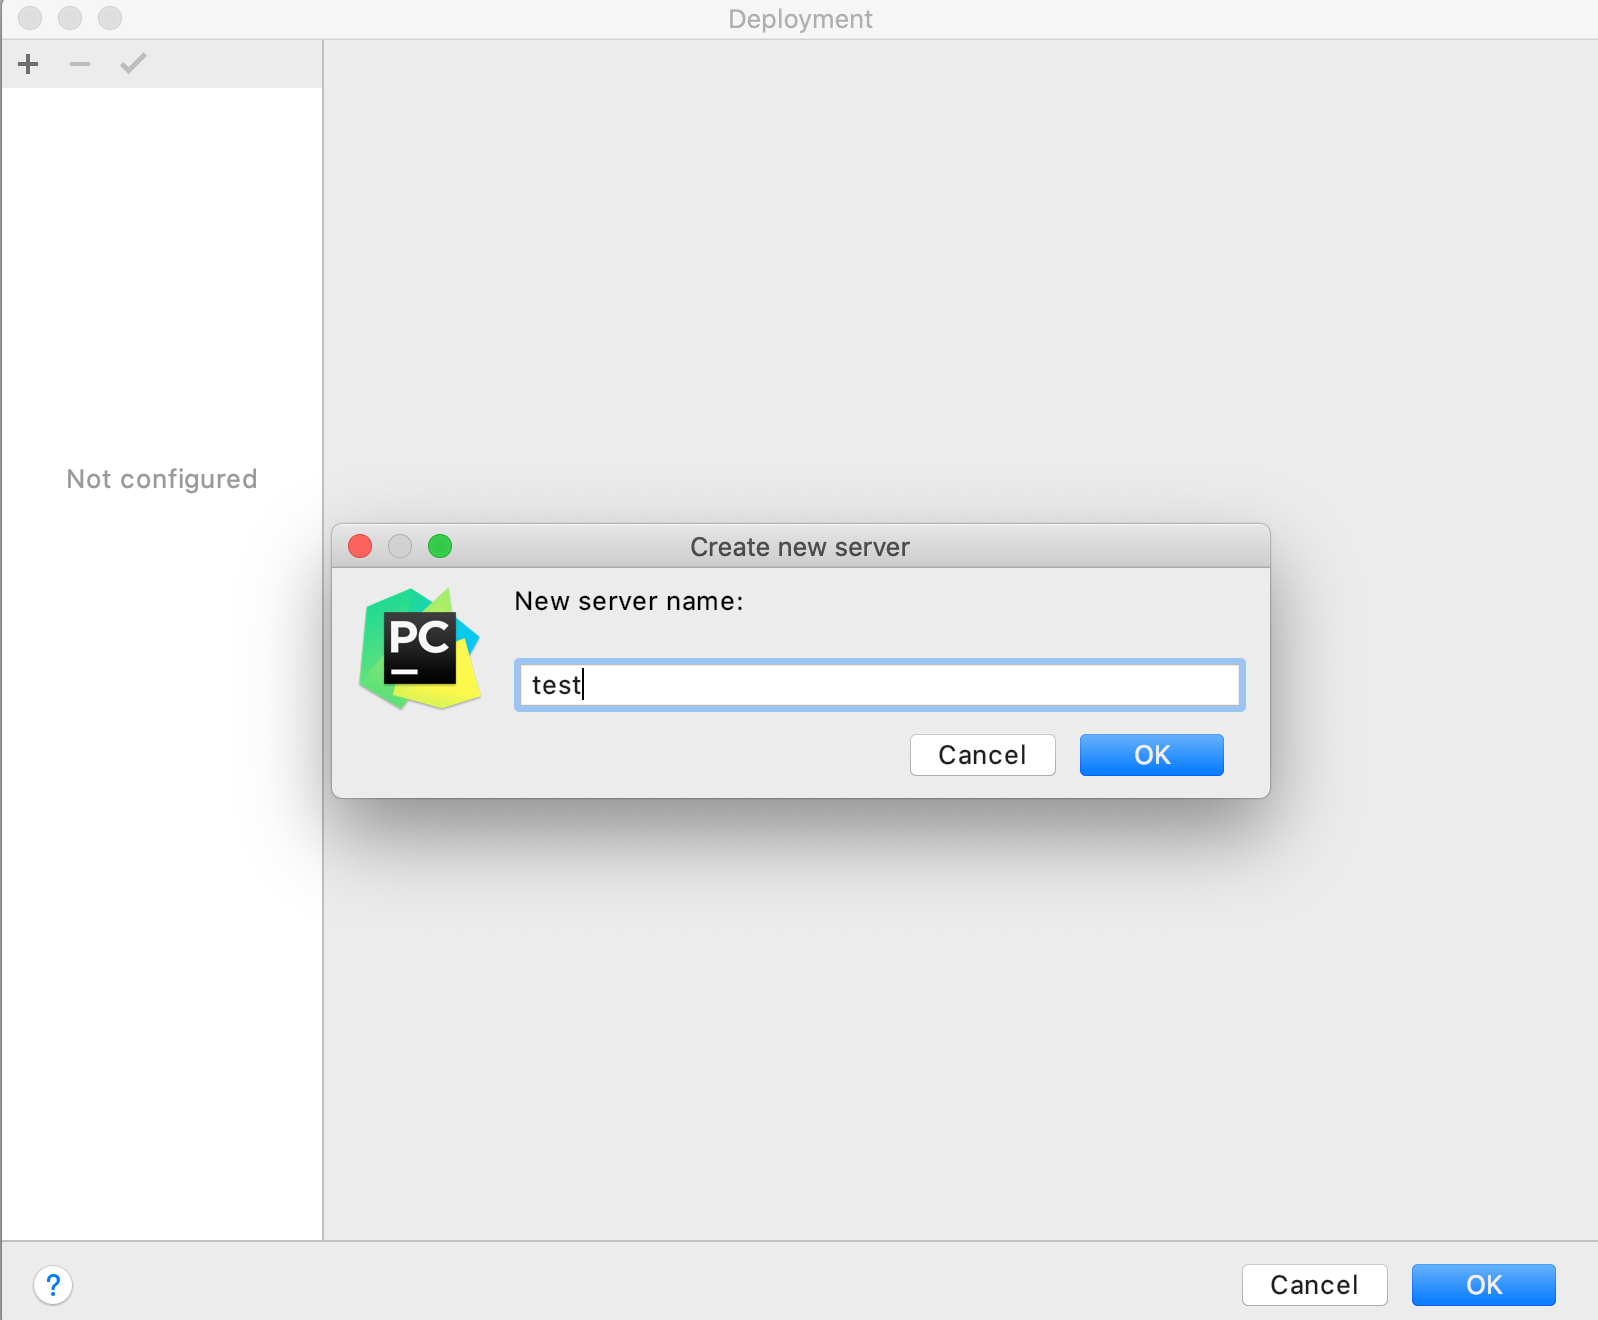 Deployment
Not configured
Create new server
PC
New server name:
test
Cancel OK
? Cancel OK